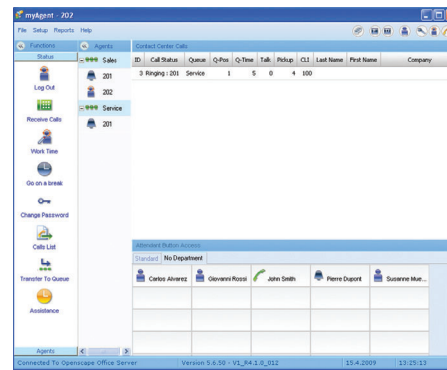 myAgent - 202
File Setup Reports Help
Functions
Agents
Contact Center Calls
Status
Sales
ID Call Status Queue Q-Pos Q-Time Talk Pickup CLI Last Name First Name Company
201
3 Ringing : 201 Service 1 5 0 4 100
Log Out
202
Service
Receive Calls
201
Work Time
Go on a break
Change Password
Calls List
Attendant Button Access
Standard No Department
Transfer To Queue
Carlos Alvarez Giovanni Rossi John Smith Pierre Dupont Susanne Mue...
Assistance
Agents
Connected To Openscape Office Server Version 5.6.50 - V1_R4.1.0_012 15.4.2009 13:25:13